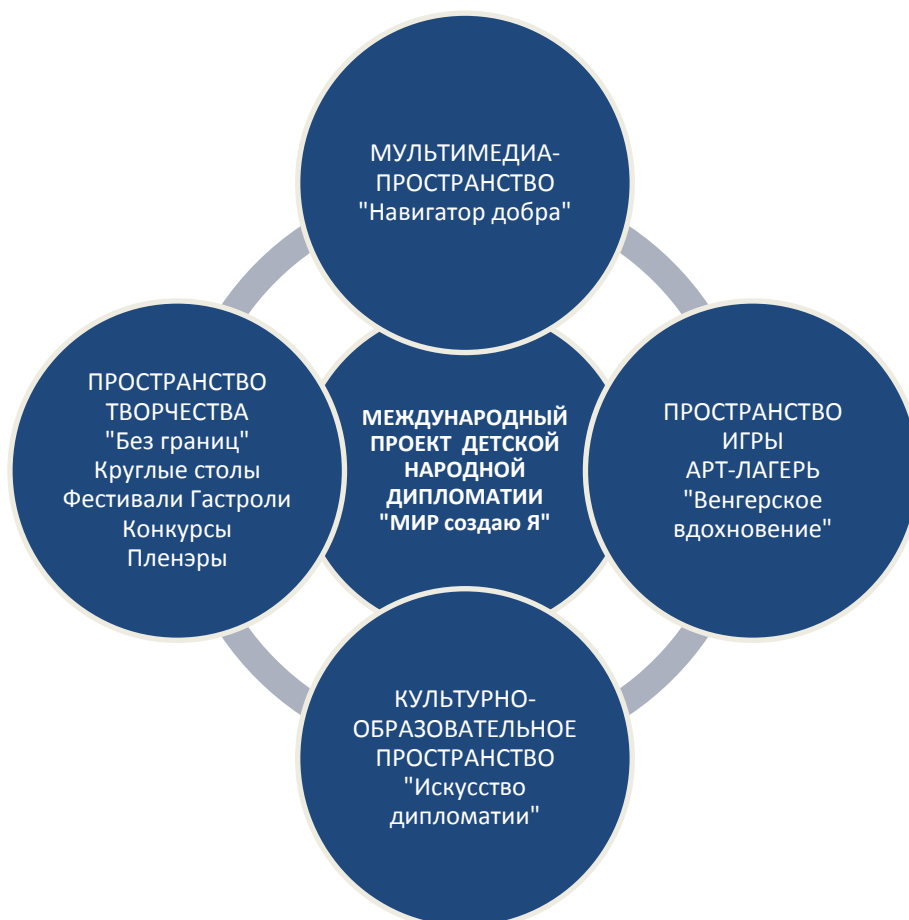 МУЛЬТИМЕДИА-
ПРОСТРАНСТВО
"Навигатор добра"
ПРОСТРАНСТВО
ТВОРЧЕСТВА
"Без границ"
Круглые столы
Фестивали Гастроли
Конкурсы
Пленэры
МЕЖДУНАРОДНЫЙ
ПРОЕКТ ДЕТСКОЙ
НАРОДНОЙ
ДИПЛОМАТИИ
"МИР создаю Я"
ПРОСТРАНСТВО
ИГРЫ
АРТ-ЛАГЕРЬ
"Венгерское
вдохновение"
КУЛЬТУРНО-
ОБРАЗОВАТЕЛЬНОЕ
ПРОСТРАНСТВО
"Искусство
дипломатии"